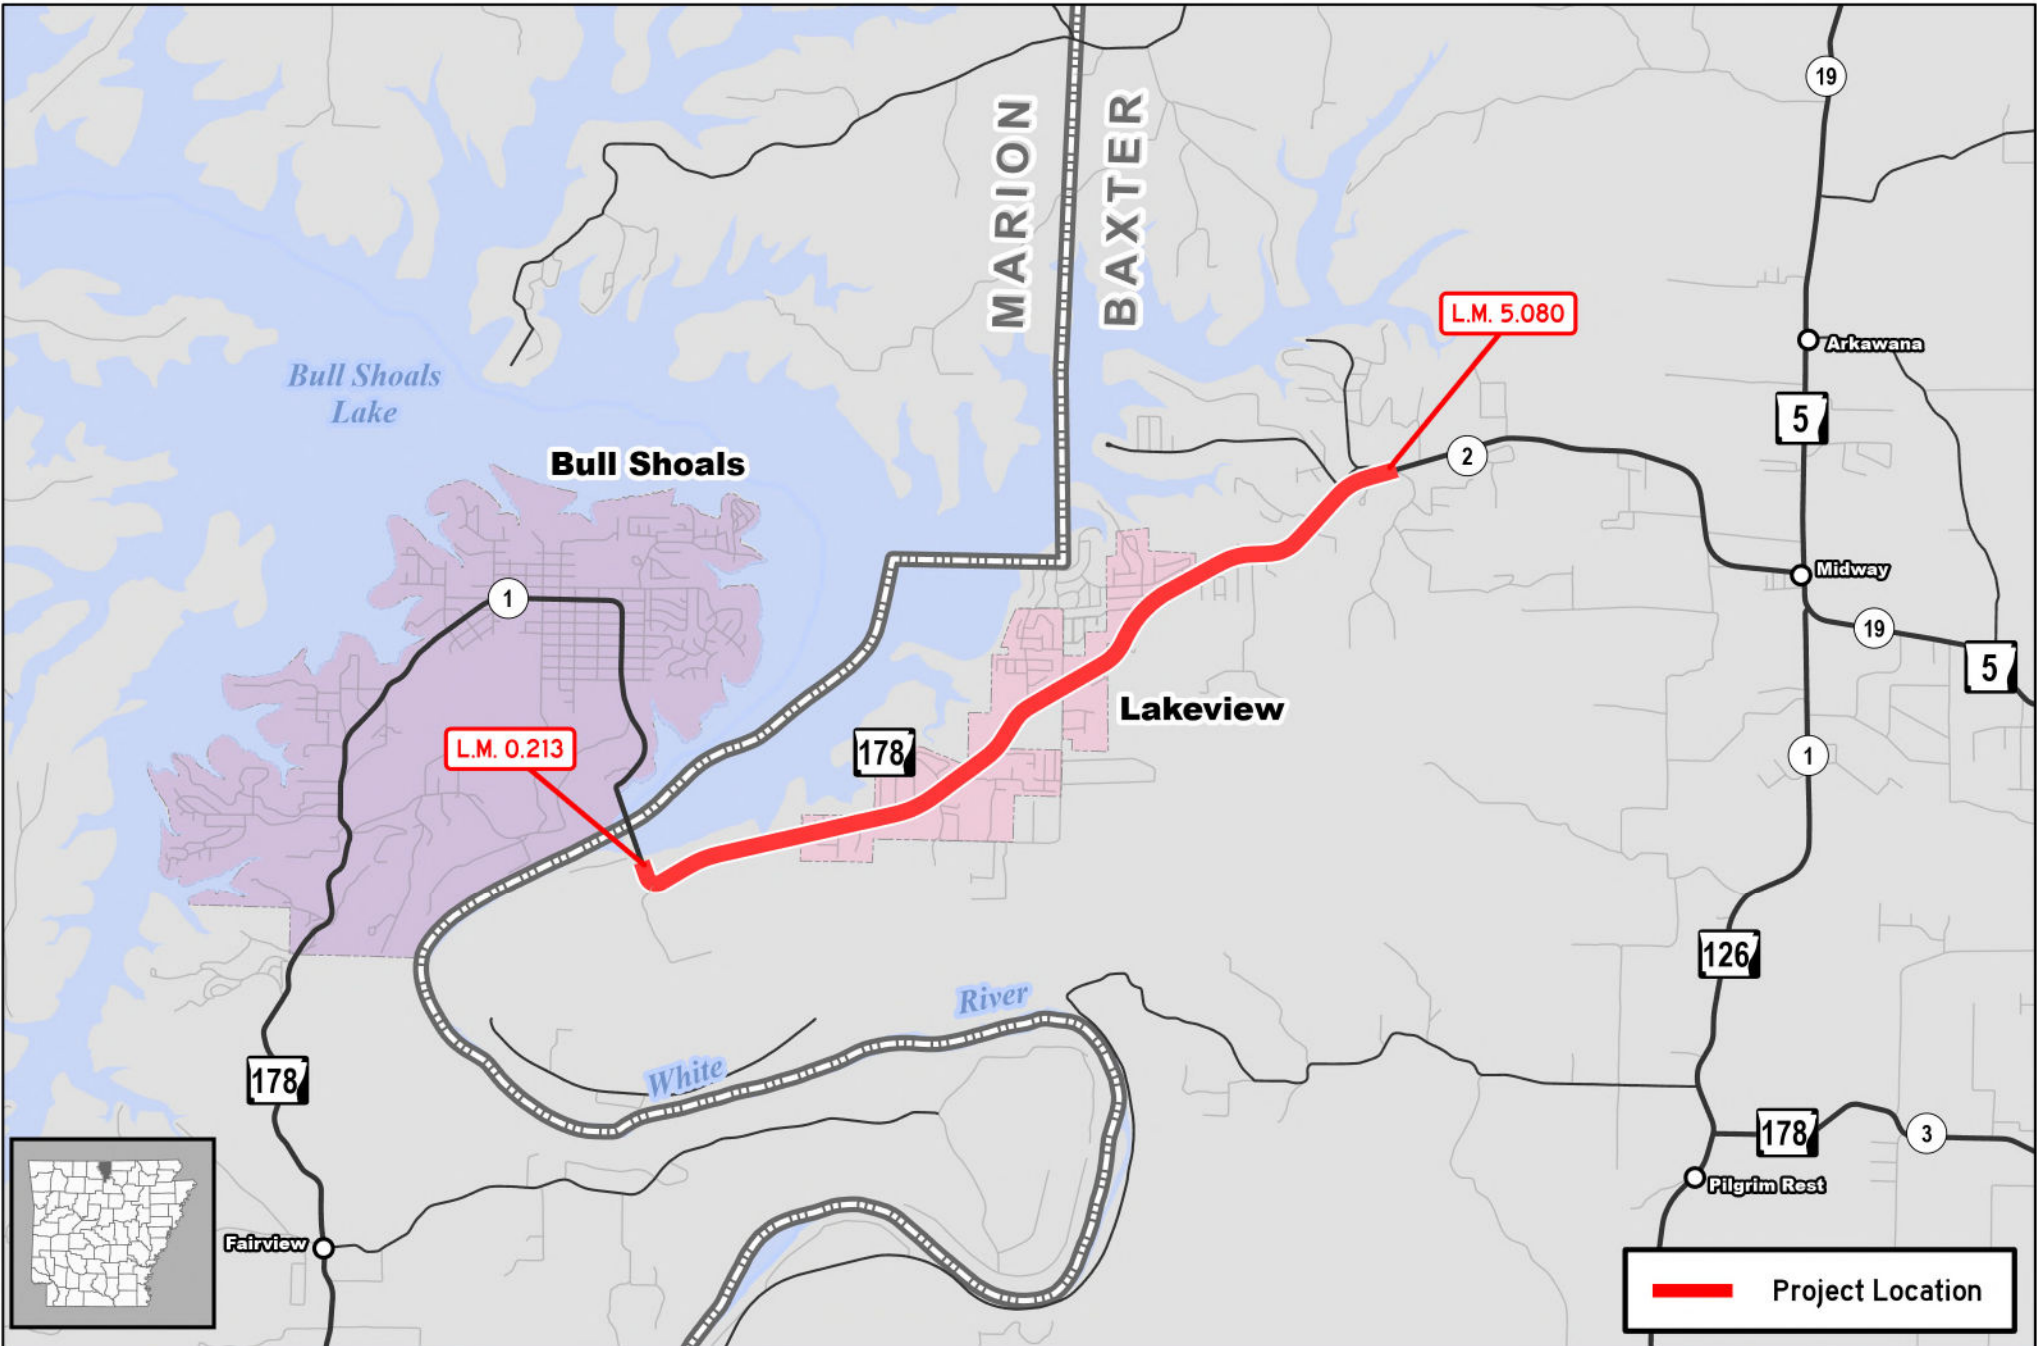 19
MARION
BAXTER
L.M. 5.080
Arkawana
5
Bull Shoals
Lake
Bull Shoals
2
Midway
1
19
5
Lakeview
L.M. 0.213
178
1
126
River
White
178
178
3
Pilgrim Rest
Fairview
Project Location